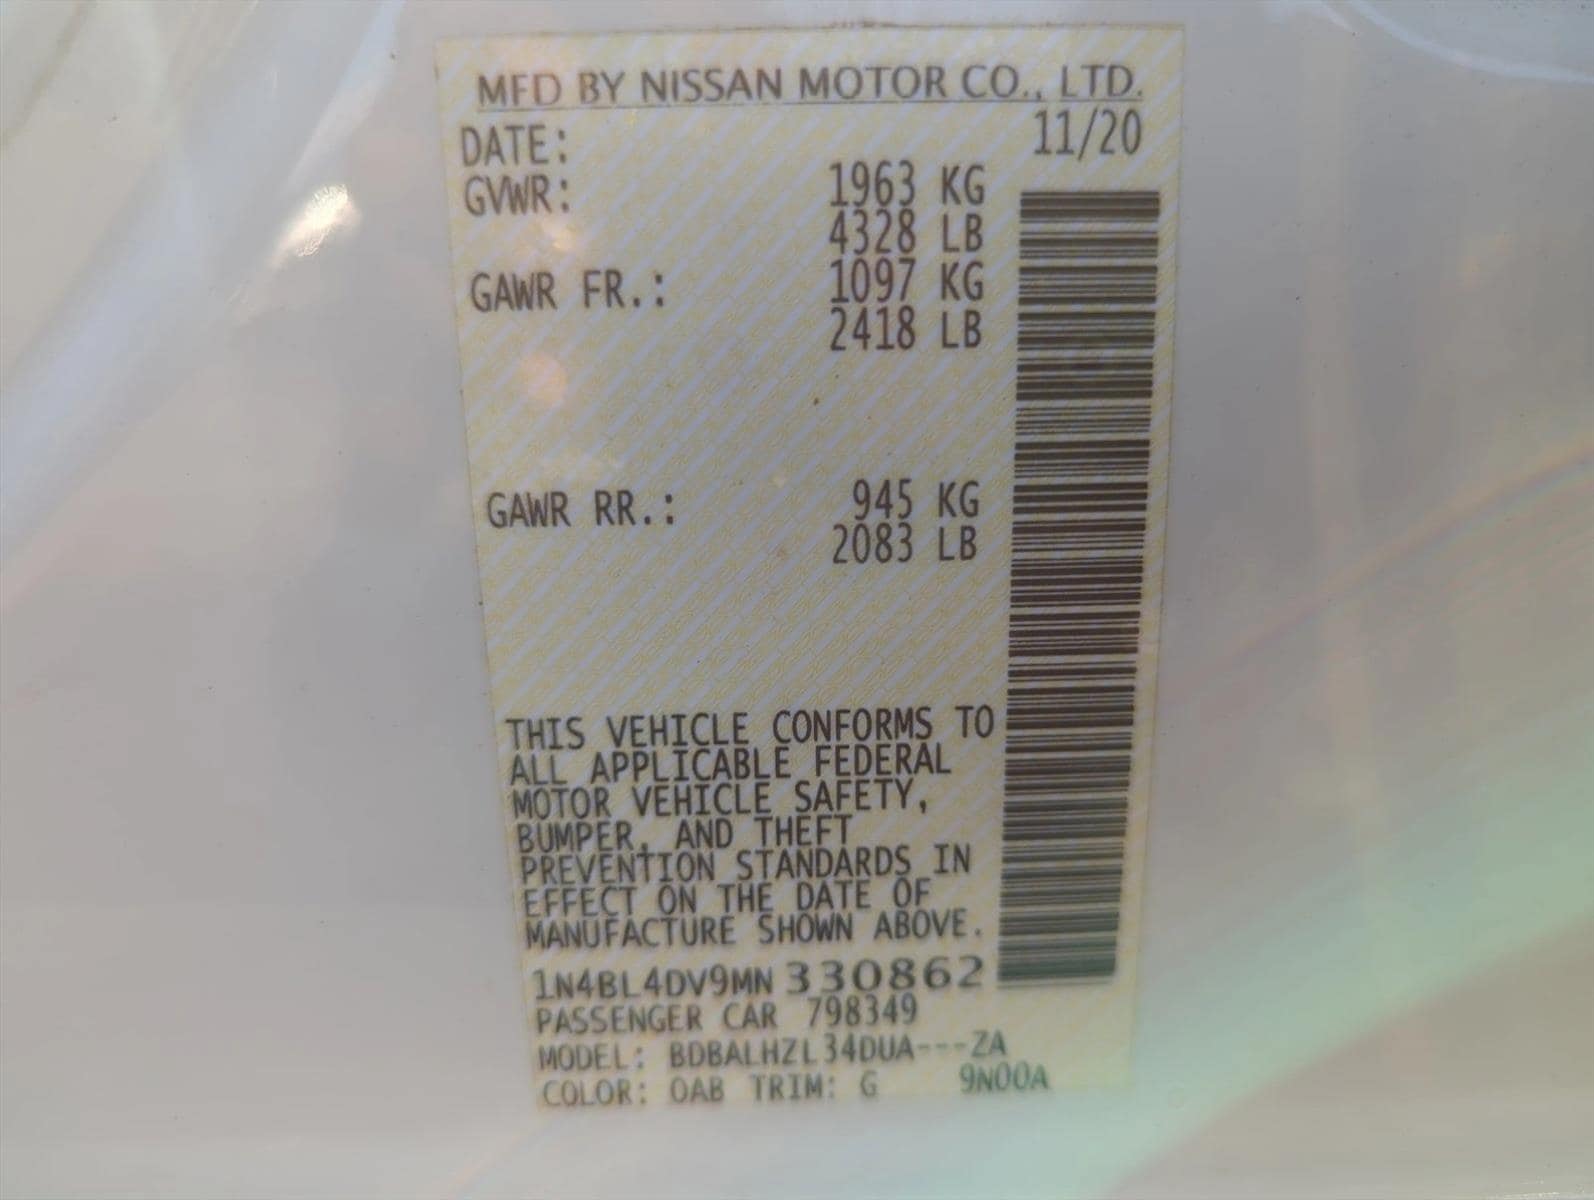 MFD BY NISSAN MOTOR CO., LTD.
DATE: 11/20
GVWR: 1963 KG
4328 LB
GAWR FR.: 1097 KG
2418 LB
GAWR RR.: 945 KG
2083 LB
THIS VEHICLE CONFORMS TO
ALL APPLICABLE FEDERAL
MOTOR VEHICLE SAFETY,
BUMPER, AND THEFT
PREVENTION STANDARDS IN
EFFECT ON THE DATE OF
MANUFACTURE SHOWN ABOVE.
1N4BL4DV9MN 330862
PASSENGER CAR 798349
MODEL: BDBALHZL34DUA---ZA
COLOR: QAB TRIM: G 9N00A